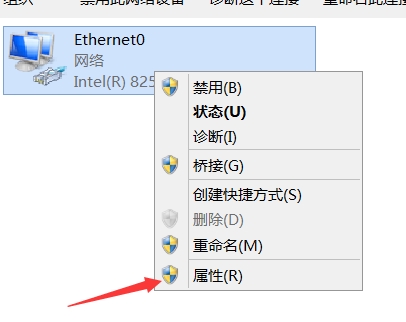 组织 禁用此网络设备 诊断这个连接 重命名此连接
Ethernet0
网络
Intel(R) 825
禁用(B)
状态(U)
诊断(I)
桥接(G)
创建快捷方式(S)
删除(D)
重命名(M)
属性(R)